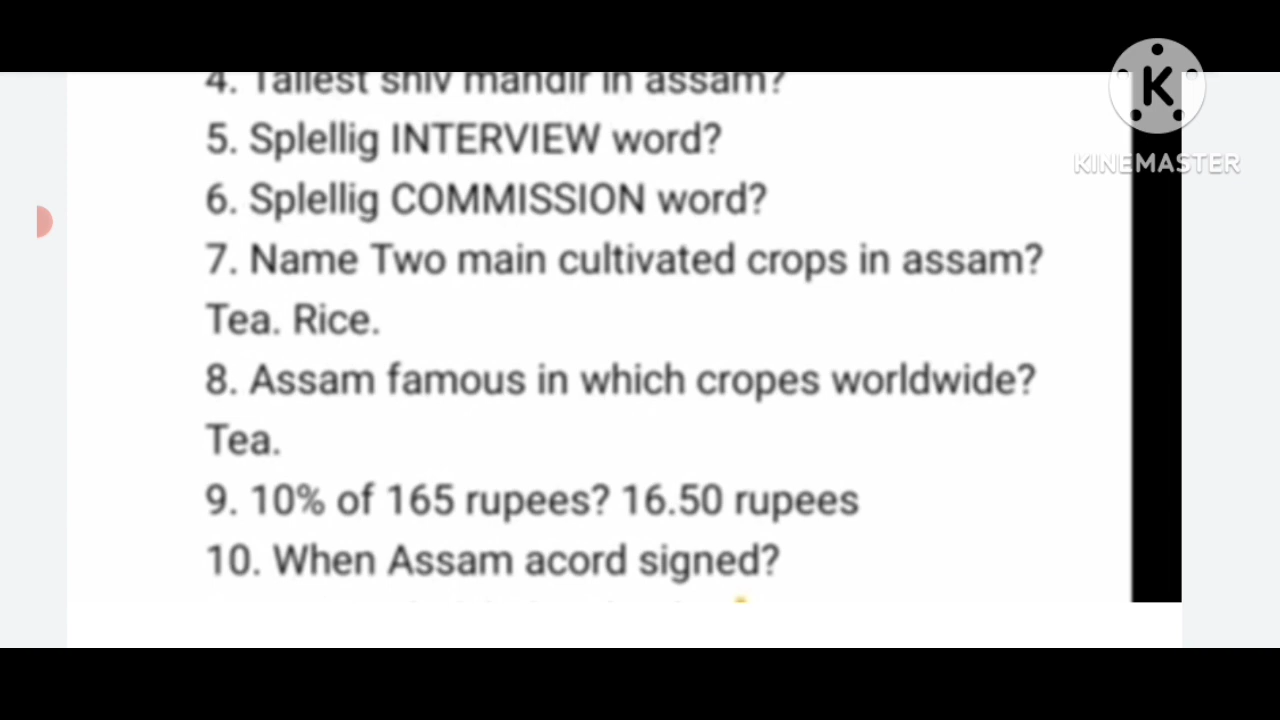 4. Tallest shiv mandir in assam?
5. Splellig INTERVIEW word?
6. Splellig COMMISSION word?
7. Name Two main cultivated crops in assam?
Tea. Rice.
8. Assam famous in which cropes worldwide?
Tea.
9. 10% of 165 rupees? 16.50 rupees
10. When Assam acord signed?
K
KINEMASTER